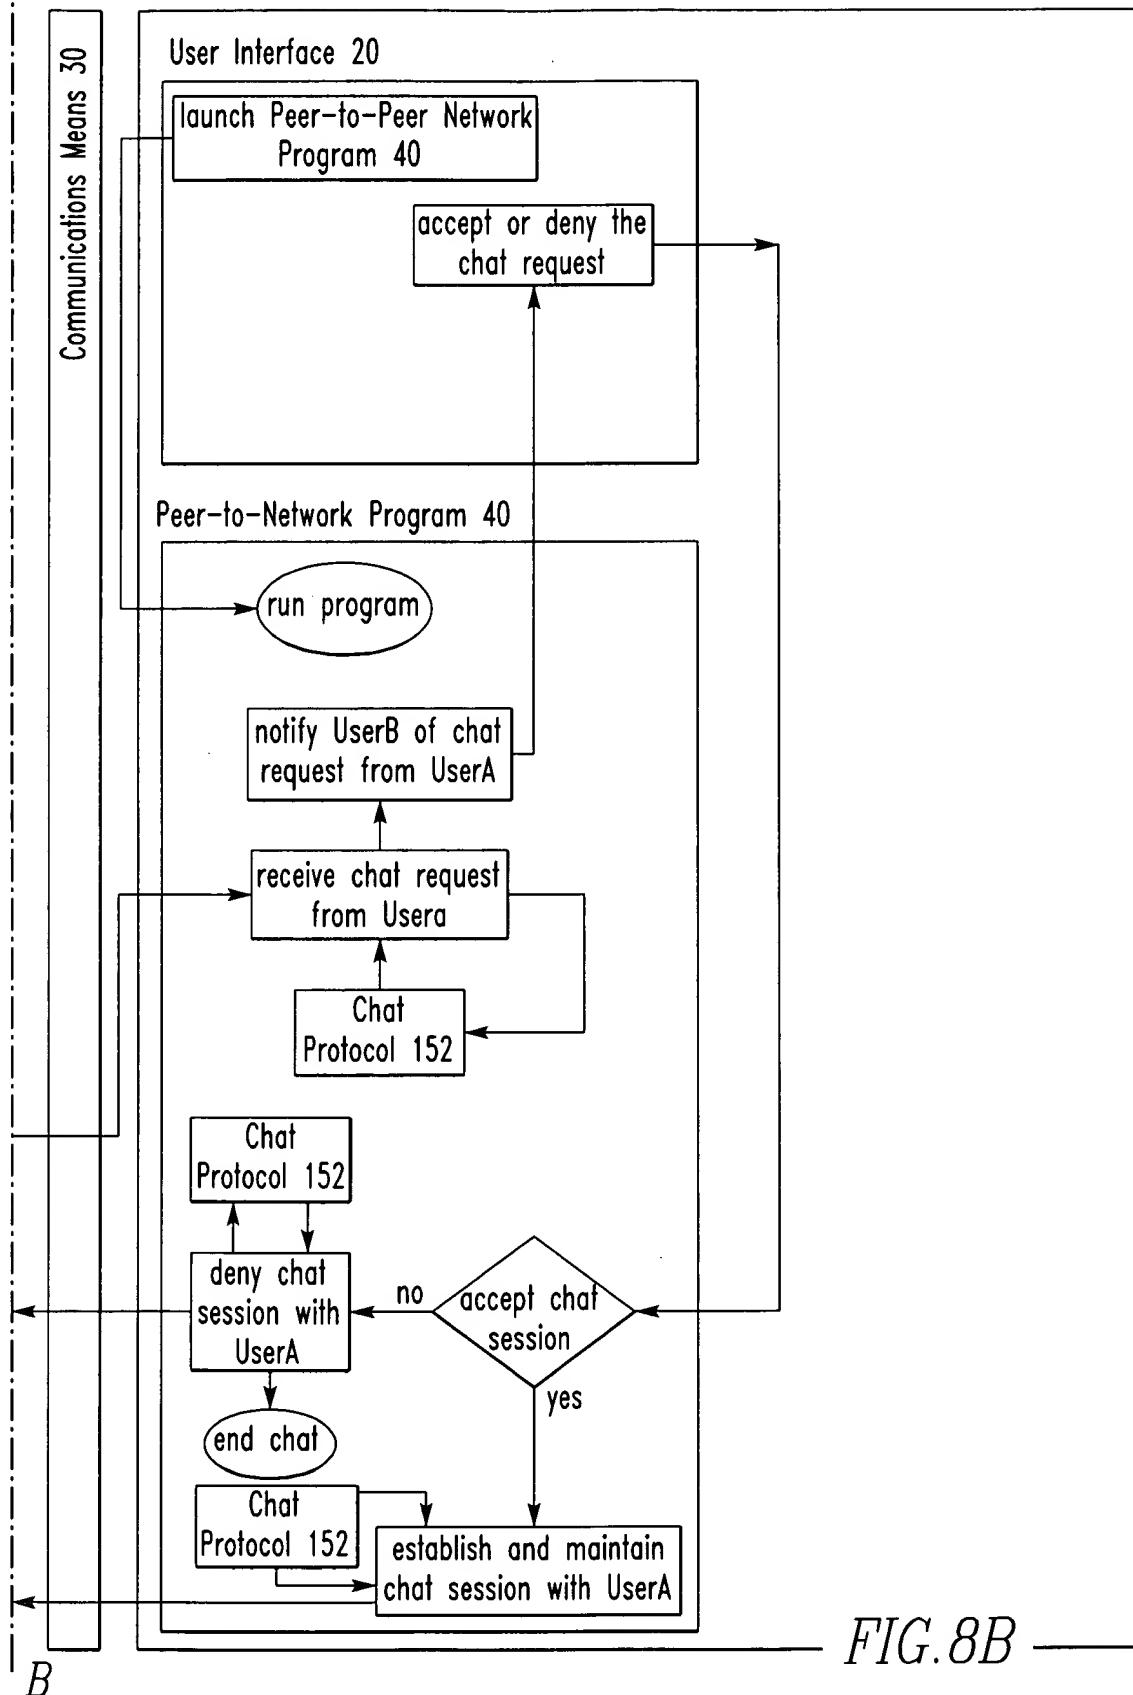 Communications Means 30
User Interface 20
launch Peer-to-Peer Network
Program 40
accept or deny the
chat request
Peer-to-Network Program 40
run program
notify UserB of chat
request from UserA
receive chat request
from Usera
Chat
Protocol 152
Chat
Protocol 152
deny chat
session with
UserA
no
accept chat
session
yes
end chat
Chat
Protocol 152
establish and maintain
chat session with UserA
FIG.8B
B